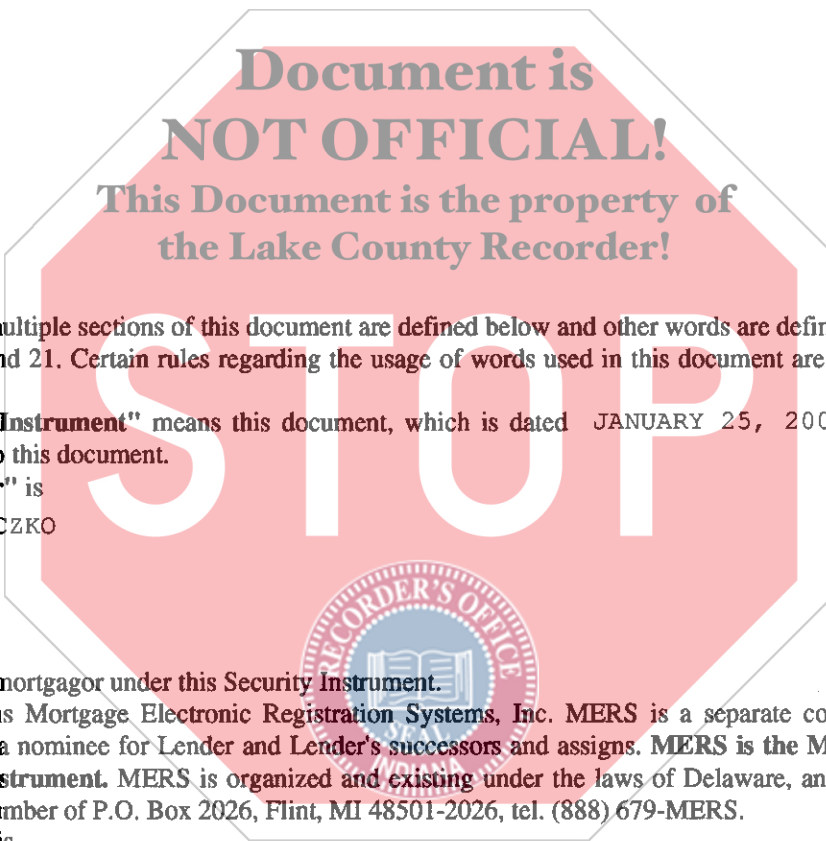 Document is
NOT OFFICIAL!
This Document is the property of
the Lake County Recorder!
ultiple sections of this document are defined below and other words are defin
nd 21. Certain rules regarding the usage of words used in this document are
Instrument" means this document, which is dated JANUARY 25, 200
this document.
" is
CZKO
STOP
RECORDER'S OFFICE
SEAL
INDIANA
mortgagor under this Security Instrument.
is Mortgage Electronic Registration Systems, Inc. MERS is a separate co
a nominee for Lender and Lender's successors and assigns. MERS is the M
strument. MERS is organized and existing under the laws of Delaware, an
mber of P.O. Box 2026, Flint, MI 48501-2026, tel. (888) 679-MERS.